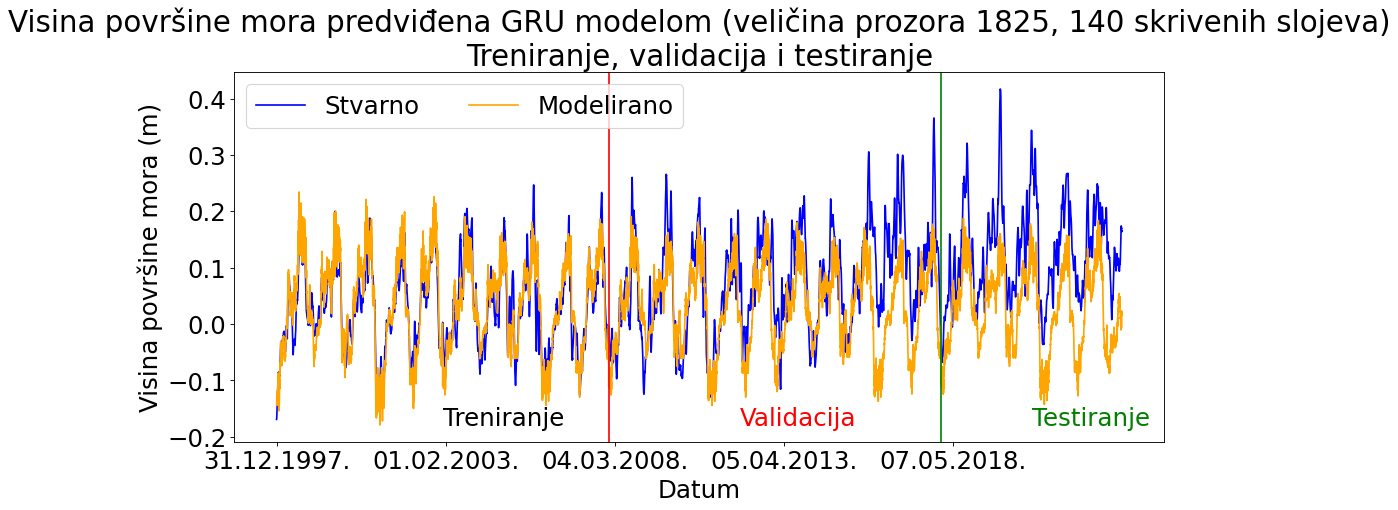 Visina površine mora predviđena GRU modelom (veličina prozora 1825, 140 skrivenih slojeva)
Treniranje, validacija i testiranje
Stvarno
Modelirano
Visina površine mora (m)
0.4
0.3
0.2
0.1
0.0
−0.1
−0.2
Treniranje
Validacija
Testiranje
31.12.1997.
01.02.2003.
04.03.2008.
05.04.2013.
07.05.2018.
Datum